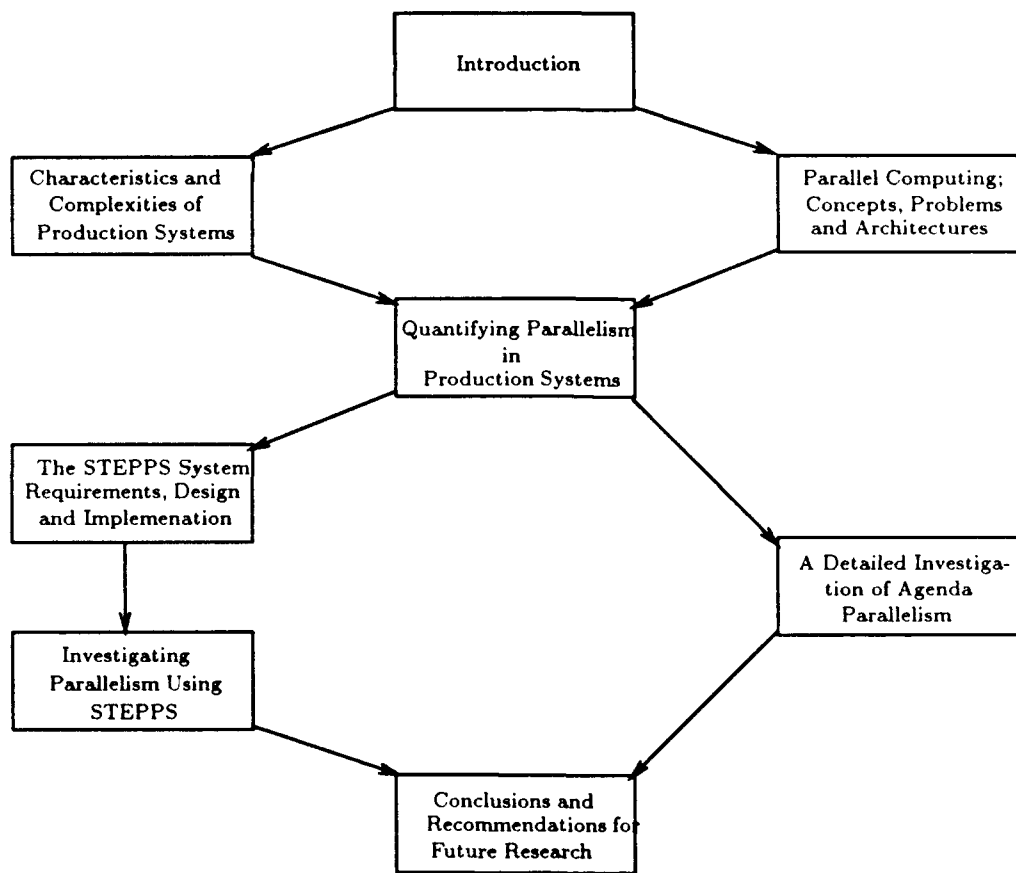 Introduction
Characteristics and
Complexities of
Production Systems
Parallel Computing;
Concepts, Problems
and Architectures
Quantifying Parallelism
in
Production Systems
The STEPPS System
Requirements, Design
and Implemenation
A Detailed Investiga-
tion of Agenda
Parallelism
Investigating
Parallelism Using
STEPPS
Conclusions and
Recommendations for
Future Research